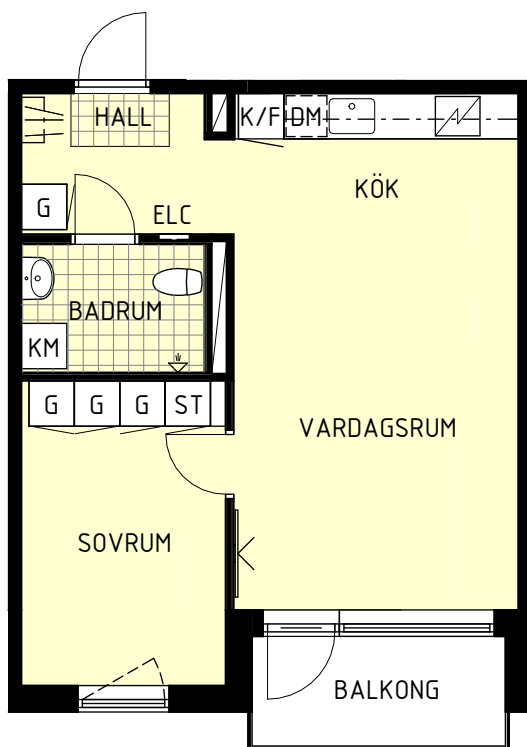 HALL
K/F
DM
KÖK
G
ELC
BADRUM
KM
G
G
G
ST
VARDAGSRUM
SOVRUM
BALKONG